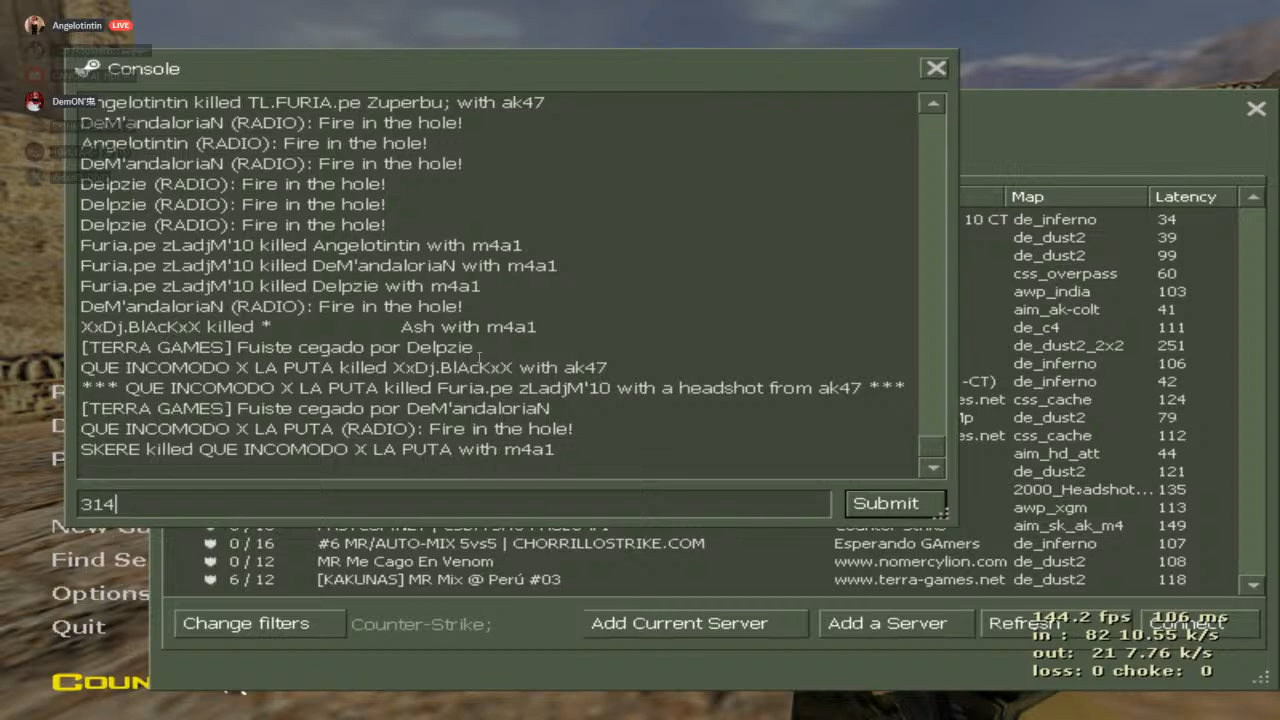 Angelotintin LIVE
DemON'鬼
Console
Angelotintin killed TL.FURIA.pe Zuperbu; with ak47
DeM'andaloriaN (RADIO): Fire in the hole!
Angelotintin (RADIO): Fire in the hole!
DeM'andaloriaN (RADIO): Fire in the hole!
Delpzie (RADIO): Fire in the hole!
Delpzie (RADIO): Fire in the hole!
Delpzie (RADIO): Fire in the hole!
Furia.pe zLadjM'10 killed Angelotintin with m4a1
Furia.pe zLadjM'10 killed DeM'andaloriaN with m4a1
Furia.pe zLadjM'10 killed Delpzie with m4a1
DeM'andaloriaN (RADIO): Fire in the hole!
XxDj.BlAcKxX killed * Ash with m4a1
[TERRA GAMES] Fuiste cegado por Delpzie
QUE INCOMODO X LA PUTA killed XxDj.BlAcKxX with ak47
*** QUE INCOMODO X LA PUTA killed Furia.pe zLadjM'10 with a headshot from ak47 ***
[TERRA GAMES] Fuiste cegado por DeM'andaloriaN
QUE INCOMODO X LA PUTA (RADIO): Fire in the hole!
SKERE killed QUE INCOMODO X LA PUTA with m4a1
314
Submit
Map Latency
10 CT de_inferno 34
de_dust2 39
de_dust2 99
css_overpass 60
awp_india 103
aim_ak-colt 41
de_c4 111
de_dust2_2x2 251
de_inferno 106
-CT) de_inferno 42
es.net css_cache 124
de_dust2 79
es.net css_cache 112
aim_hd_att 44
de_dust2 121
2000_Headshot... 135
awp_xgm 113
aim_sk_ak_m4 149
0 / 16 #6 MR/AUTO-MIX 5vs5 | CHORRILLOSTRIKE.COM Esperando GAmers de_inferno 107
0 / 12 MR Me Cago En Venom www.nomercylion.com de_dust2 108
6 / 12 [KAKUNAS] MR Mix @ Perú #03 www.terra-games.net de_dust2 118
Find Se
Options
Quit
Change filters Counter-Strike; Add Current Server Add a Server Refresh Connect
144.2 fps 106 ms
in : 82 10.55 k/s
out: 21 7.76 k/s
loss: 0 choke: 0
COUN